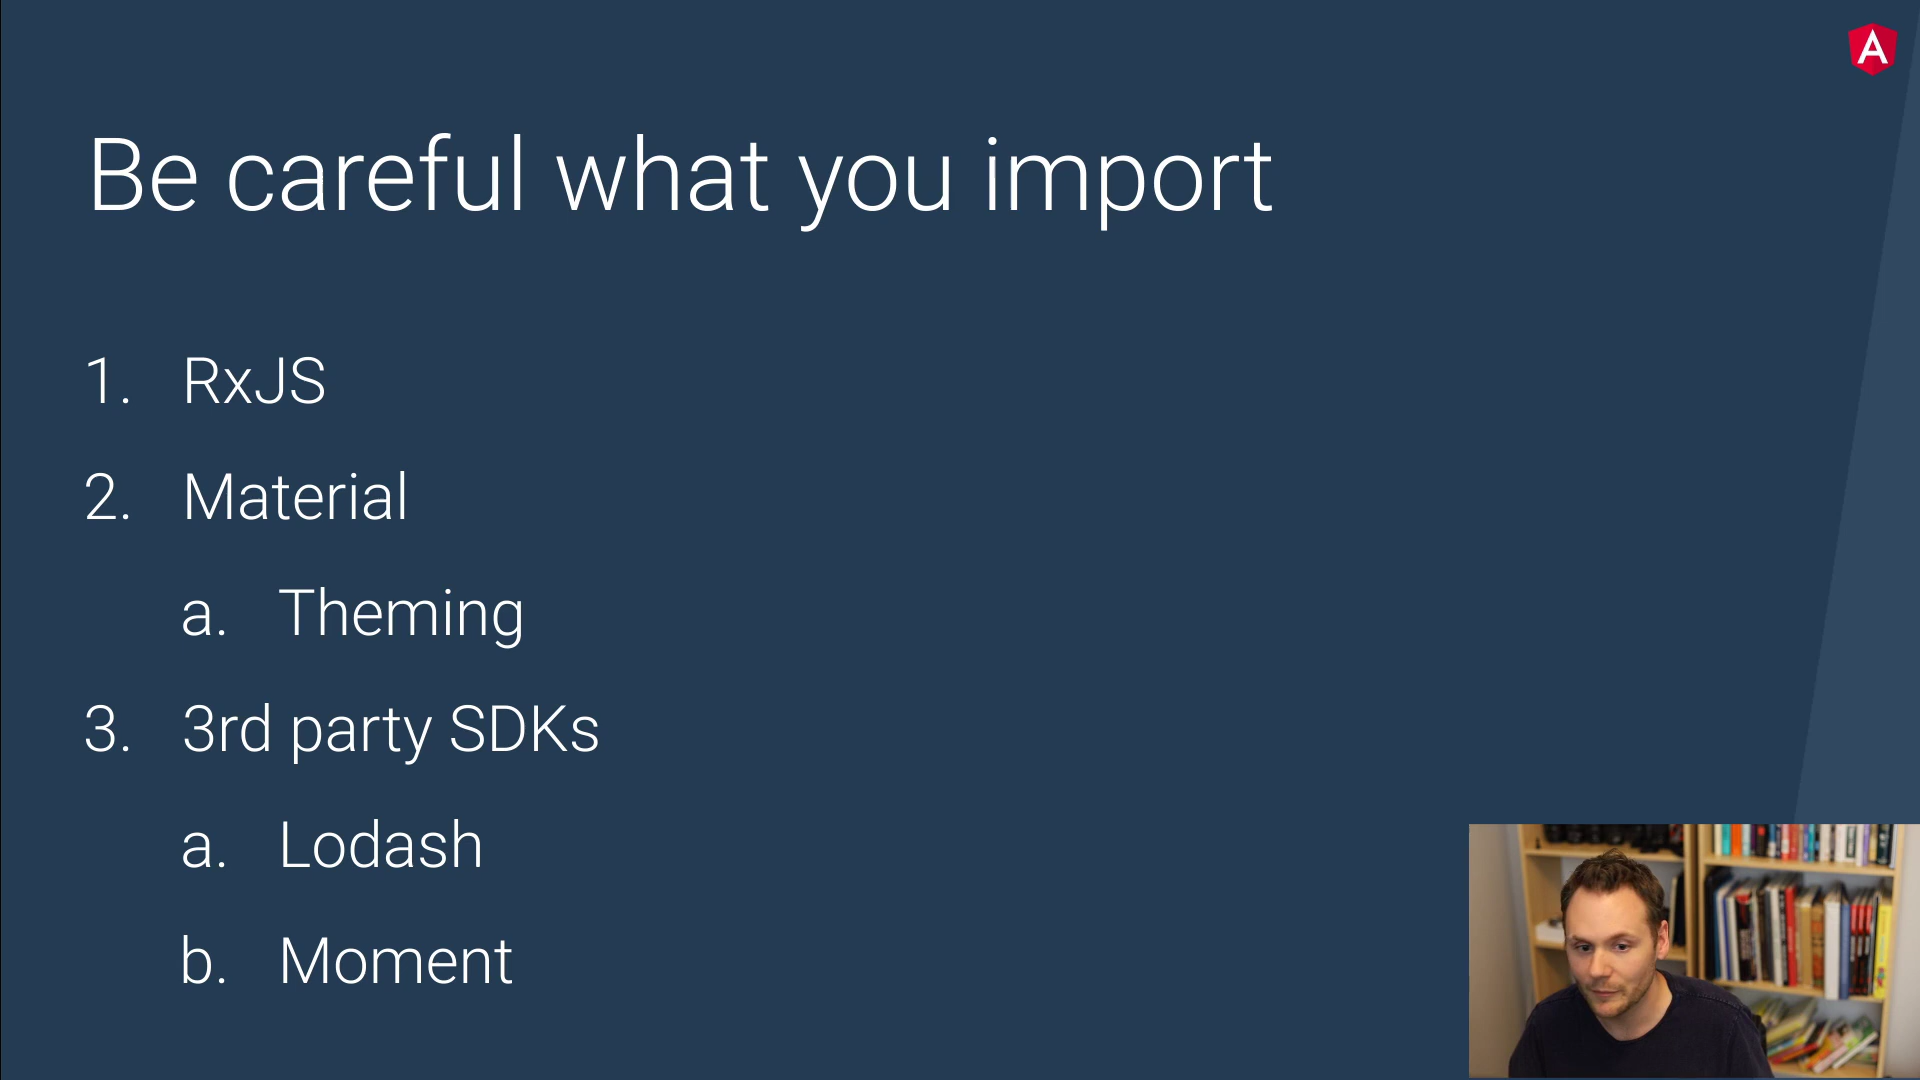 Be careful what you import
1. RxJS
2. Material
a. Theming
3. 3rd party SDKs
a. Lodash
b. Moment